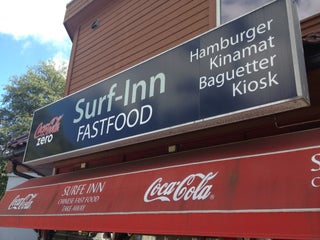 Coca-Cola
zero
Surf-Inn
FASTFOOD
Hamburger
Kinamat
Baguetter
Kiosk
Coca-Cola
SURFE INN
CHINESE FAST FOOD
TAKE AWAY
Coca-Cola